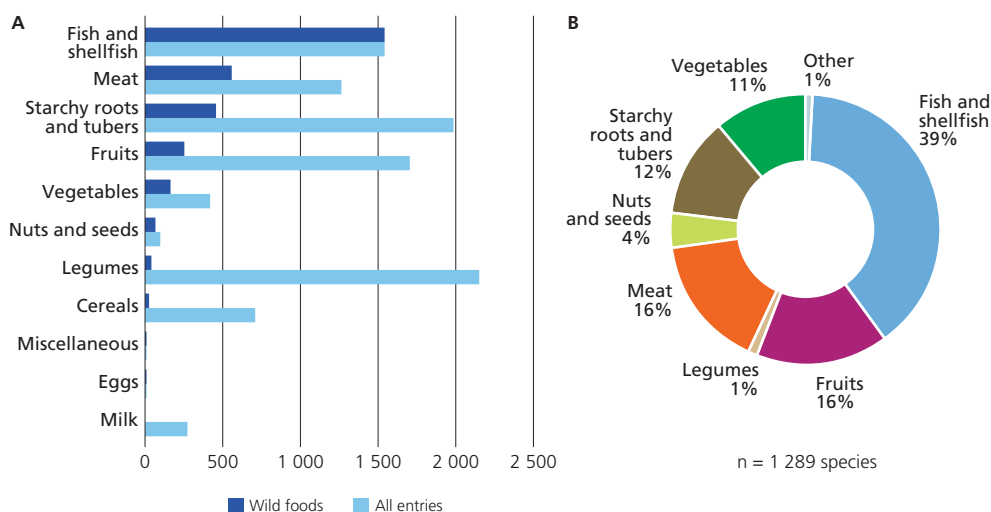 A
Fish and
shellfish
Meat
Starchy roots
and tubers
Fruits
Vegetables
Nuts and seeds
Legumes
Cereals
Miscellaneous
Eggs
Milk
0 500 1 000 1 500 2 000 2 500
Wild foods All entries
B
Other
1%
Fish and
shellfish
39%
Fruits
16%
Legumes
1%
Meat
16%
Nuts
and seeds
4%
Starchy
roots and
tubers
12%
Vegetables
11%
n = 1 289 species